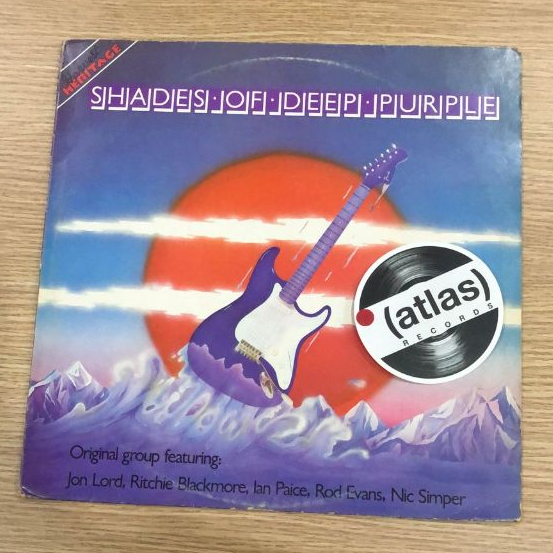 HERITAGE
SHADES·OF·DEEP·PURPLE
(atlas)
RECORDS
Original group featuring:
Jon Lord, Ritchie Blackmore, Ian Paice, Rod Evans, Nic Simper